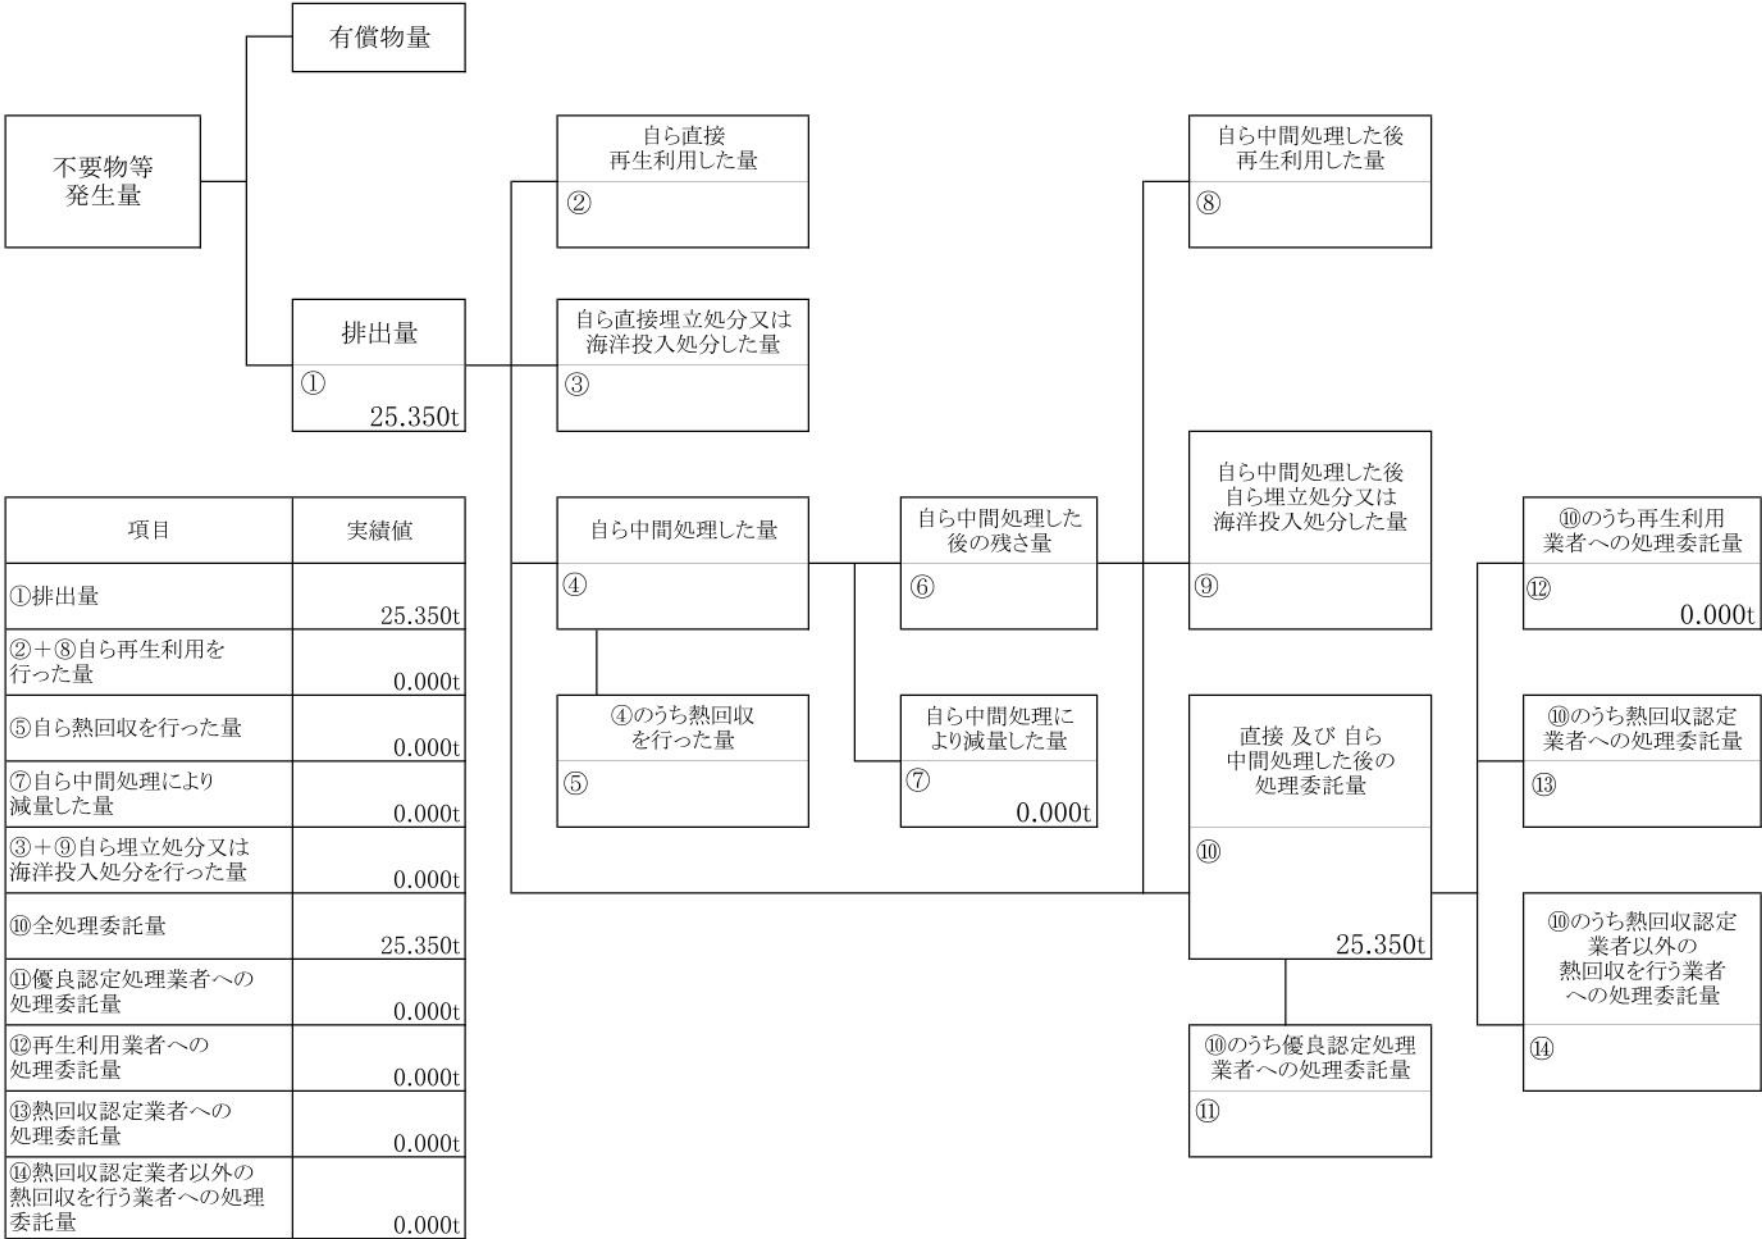 有償物量
不要物等
発生量
自ら直接
再生利用した量
②
自ら中間処理した後
再生利用した量
⑧
排出量
①
25.350t
自ら直接埋立処分又は
海洋投入処分した量
③
自ら中間処理した量
④
自ら中間処理した
後の残さ量
⑥
自ら中間処理した後
自ら埋立処分又は
海洋投入処分した量
⑨
⑩のうち再生利用
業者への処理委託量
⑫
0.000t
④のうち熱回収
を行った量
⑤
自ら中間処理に
より減量した量
⑦
0.000t
直接 及び 自ら
中間処理した後の
処理委託量
⑩
25.350t
⑩のうち熱回収認定
業者への処理委託量
⑬
⑩のうち熱回収認定
業者以外の
熱回収を行う業者
への処理委託量
⑭
⑩のうち優良認定処理
業者への処理委託量
⑪
項目 実績値
①排出量
25.350t
②+⑧自ら再生利用を
行った量
0.000t
⑤自ら熱回収を行った量
0.000t
⑦自ら中間処理により
減量した量
0.000t
③+⑨自ら埋立処分又は
海洋投入処分を行った量
0.000t
⑩全処理委託量
25.350t
⑪優良認定処理業者への
処理委託量
0.000t
⑫再生利用業者への
処理委託量
0.000t
⑬熱回収認定業者への
処理委託量
0.000t
⑭熱回収認定業者以外の
熱回収を行う業者への処理
委託量
0.000t